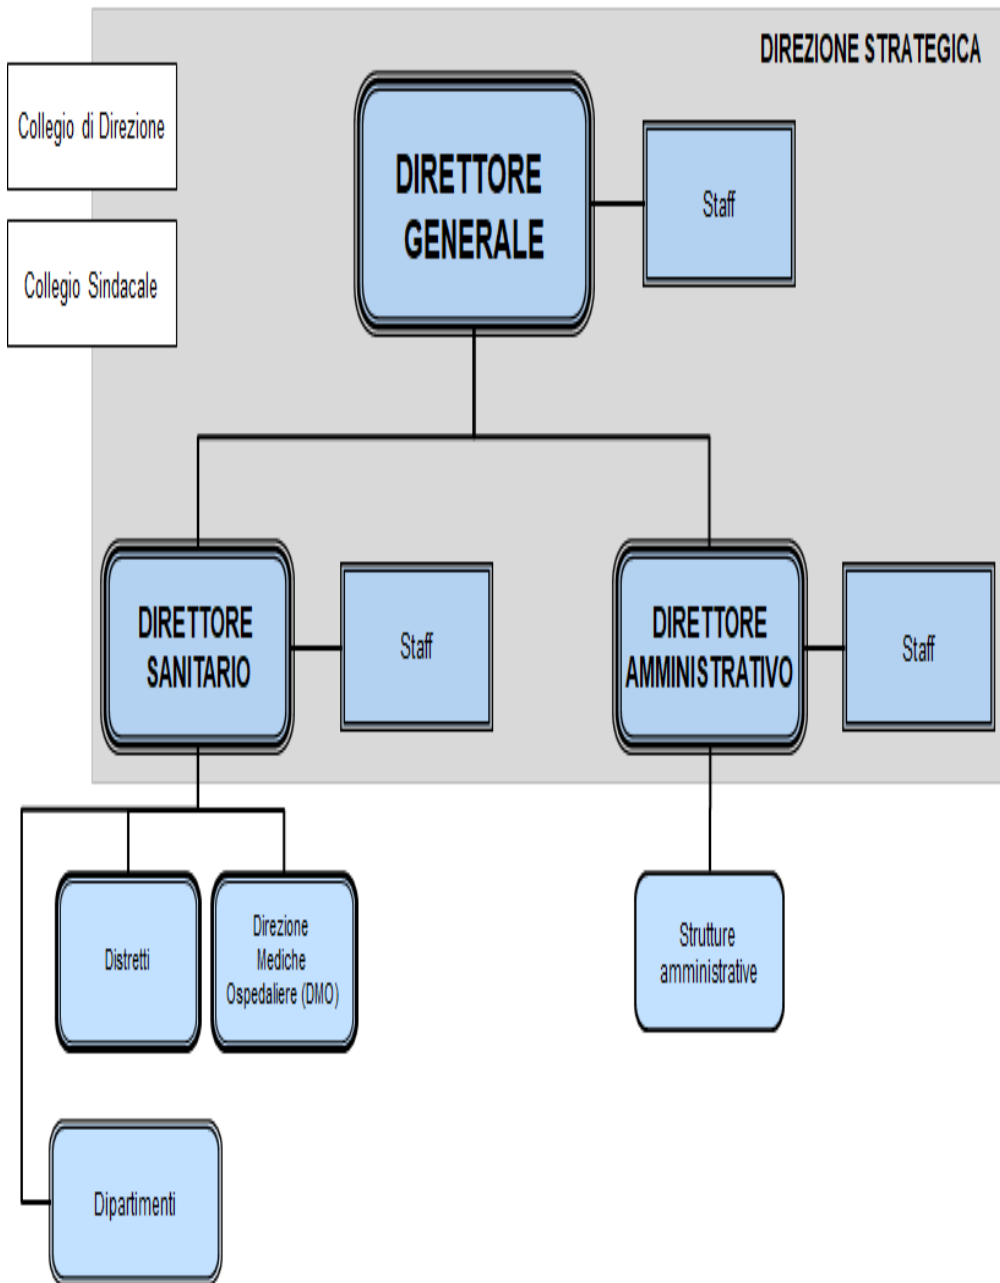 DIREZIONE STRATEGICA
Collegio di Direzione
Collegio Sindacale
DIRETTORE
GENERALE
Staff
DIRETTORE
SANITARIO
Staff
DIRETTORE
AMMINISTRATIVO
Staff
Distretti
Direzione
Mediche
Ospedaliere (DMO)
Strutture
amministrative
Dipartimenti